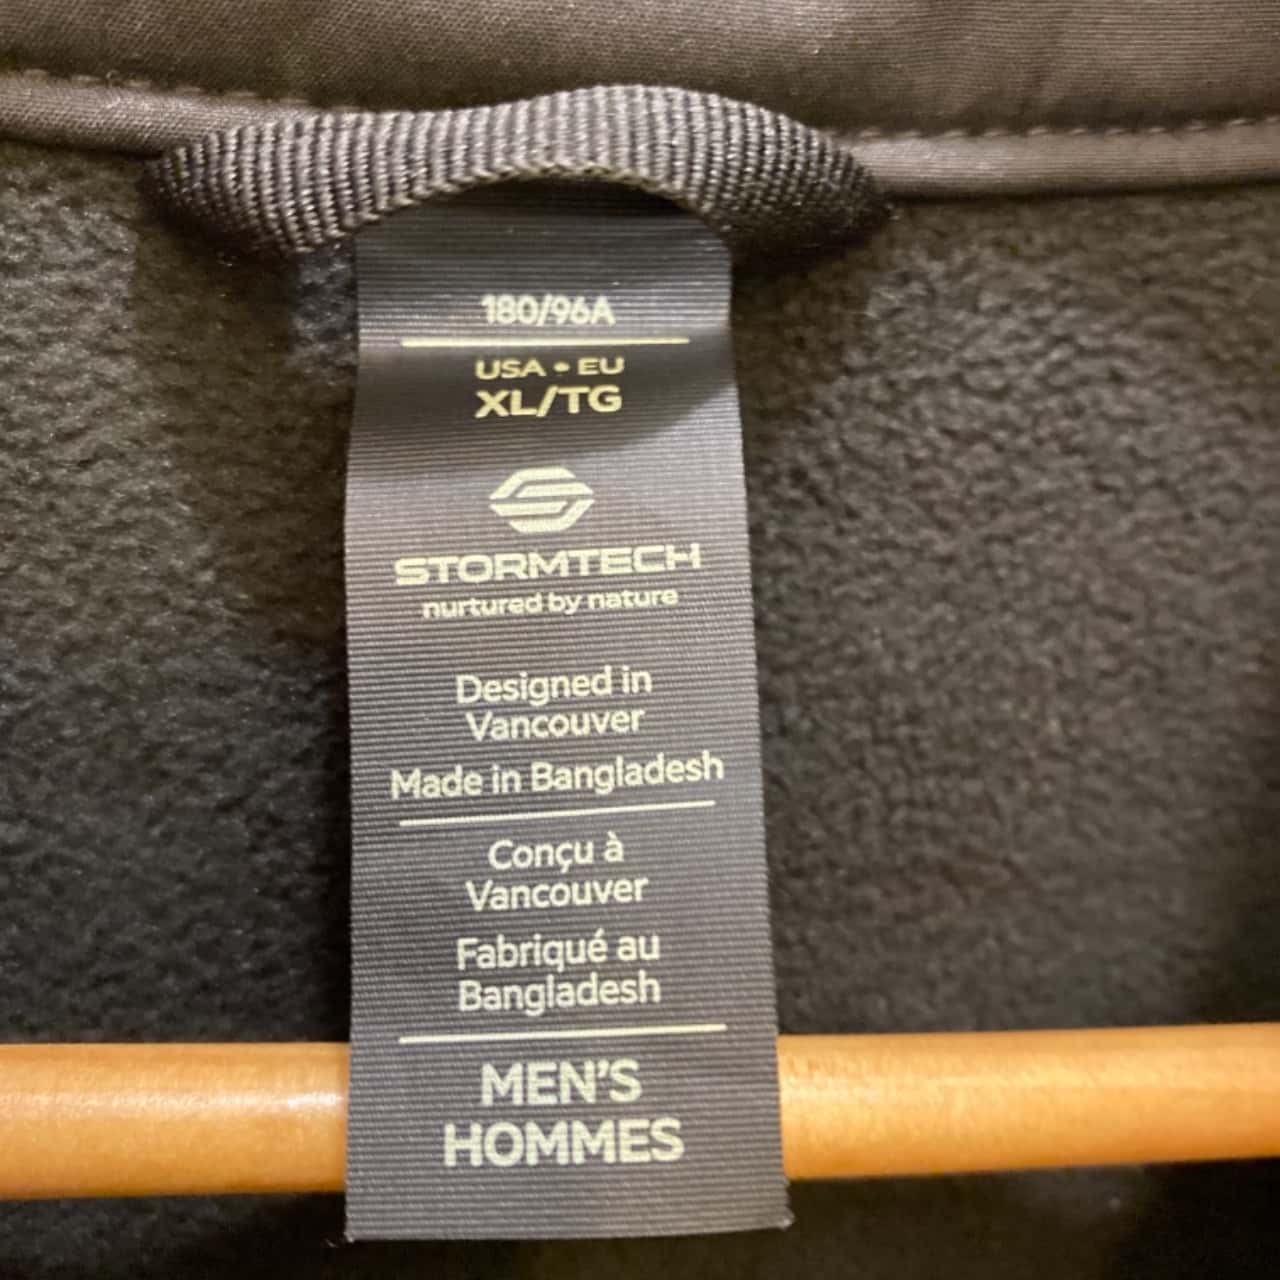 180/96A
USA • EU
XL/TG
STORMTECH
nurtured by nature
Designed in
Vancouver
Made in Bangladesh
Conçu à
Vancouver
Fabriqué au
Bangladesh
MEN'S
HOMMES